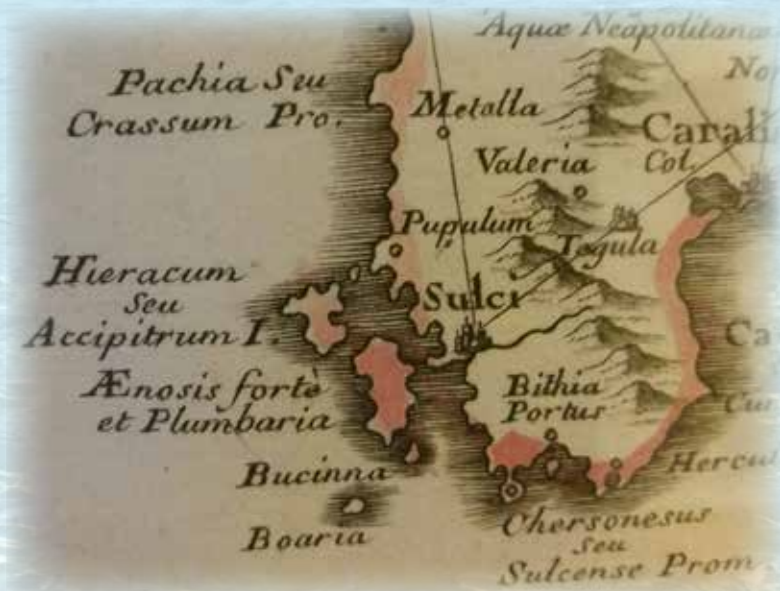 Aquæ Neapolitanæ
Pachia Seu
Crassum Pro.
Metalla
Carali
Col.
Valeria
Pupulum
Tegula
Hieracum
seu
Accipitrum I.
Sulci
Ænosis fortè
et Plumbaria
Bithia
Portus
Bucinna
Boaria
Chersonesus
seu
Sulcense Prom.